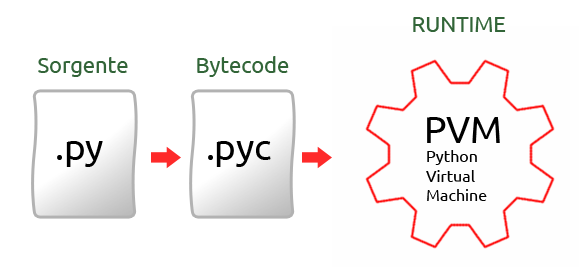 RUNTIME
Sorgente
Bytecode
.py
.pyc
PVM
Python
Virtual
Machine